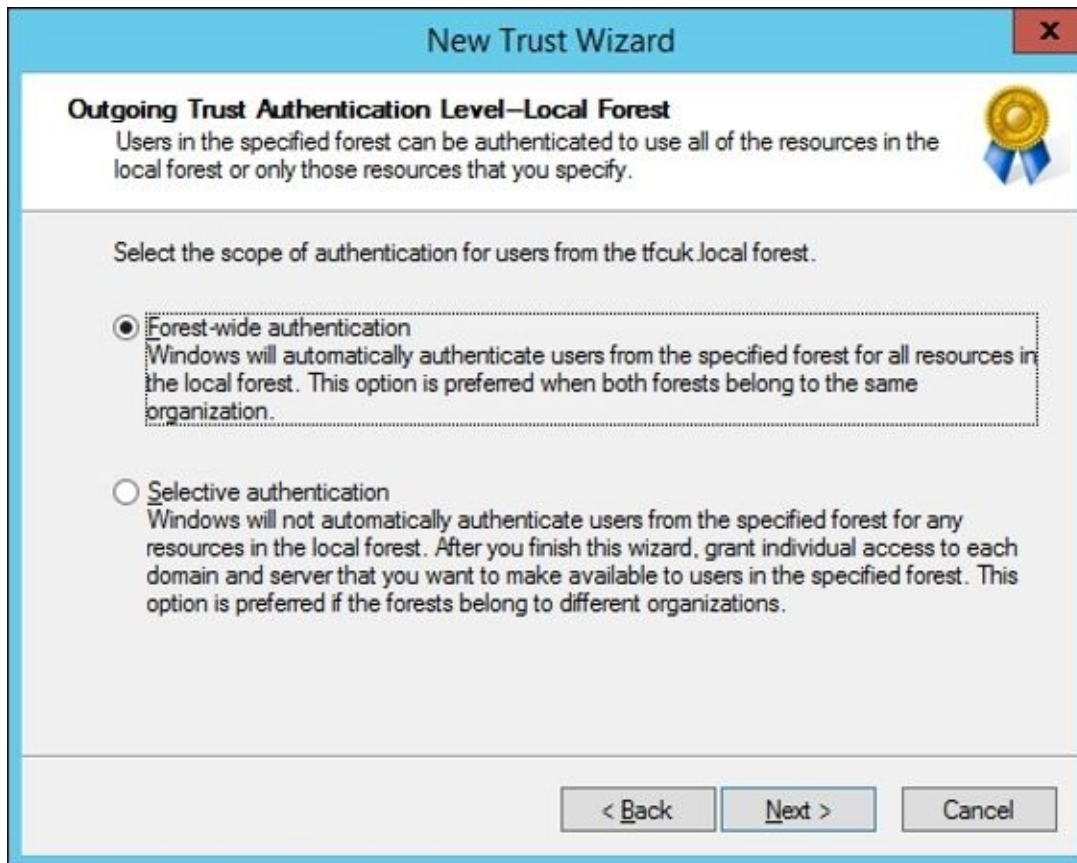 New Trust Wizard
x
Outgoing Trust Authentication Level–Local Forest
Users in the specified forest can be authenticated to use all of the resources in the
local forest or only those resources that you specify.
Select the scope of authentication for users from the tfcuk.local forest.
Forest-wide authentication
Windows will automatically authenticate users from the specified forest for all resources in
the local forest. This option is preferred when both forests belong to the same
organization.
Selective authentication
Windows will not automatically authenticate users from the specified forest for any
resources in the local forest. After you finish this wizard, grant individual access to each
domain and server that you want to make available to users in the specified forest. This
option is preferred if the forests belong to different organizations.
< Back
Next >
Cancel